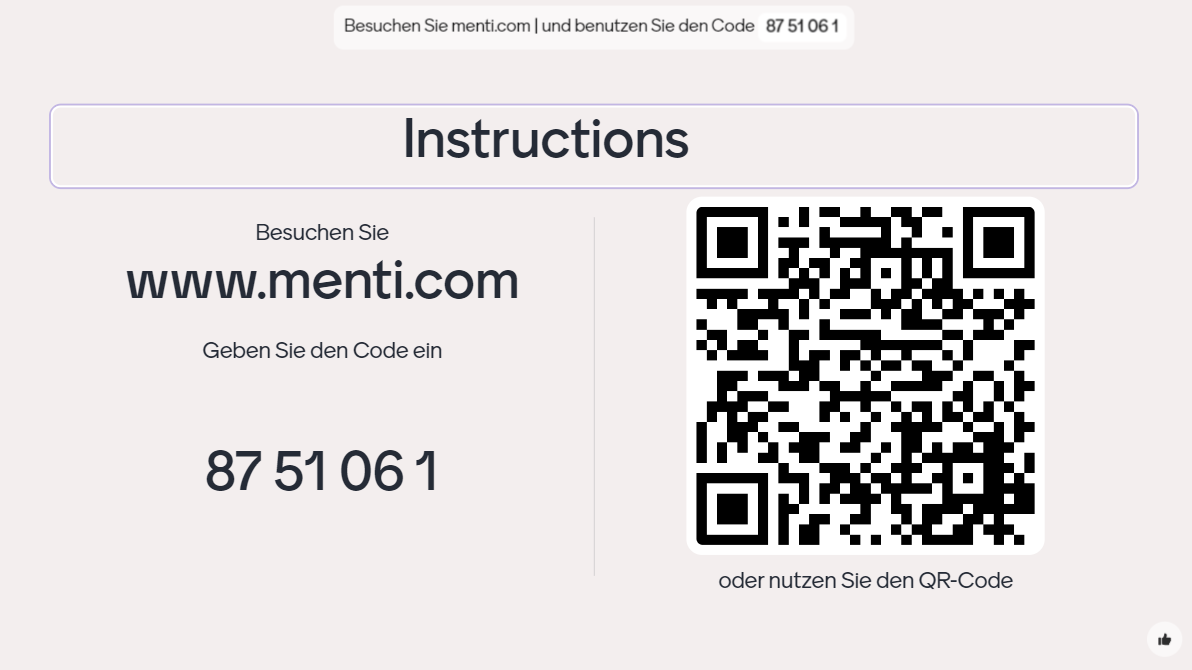 Besuchen Sie menti.com | und benutzen Sie den Code 87 51 06 1
Instructions
Besuchen Sie
www.menti.com
Geben Sie den Code ein
87 51 06 1
oder nutzen Sie den QR-Code